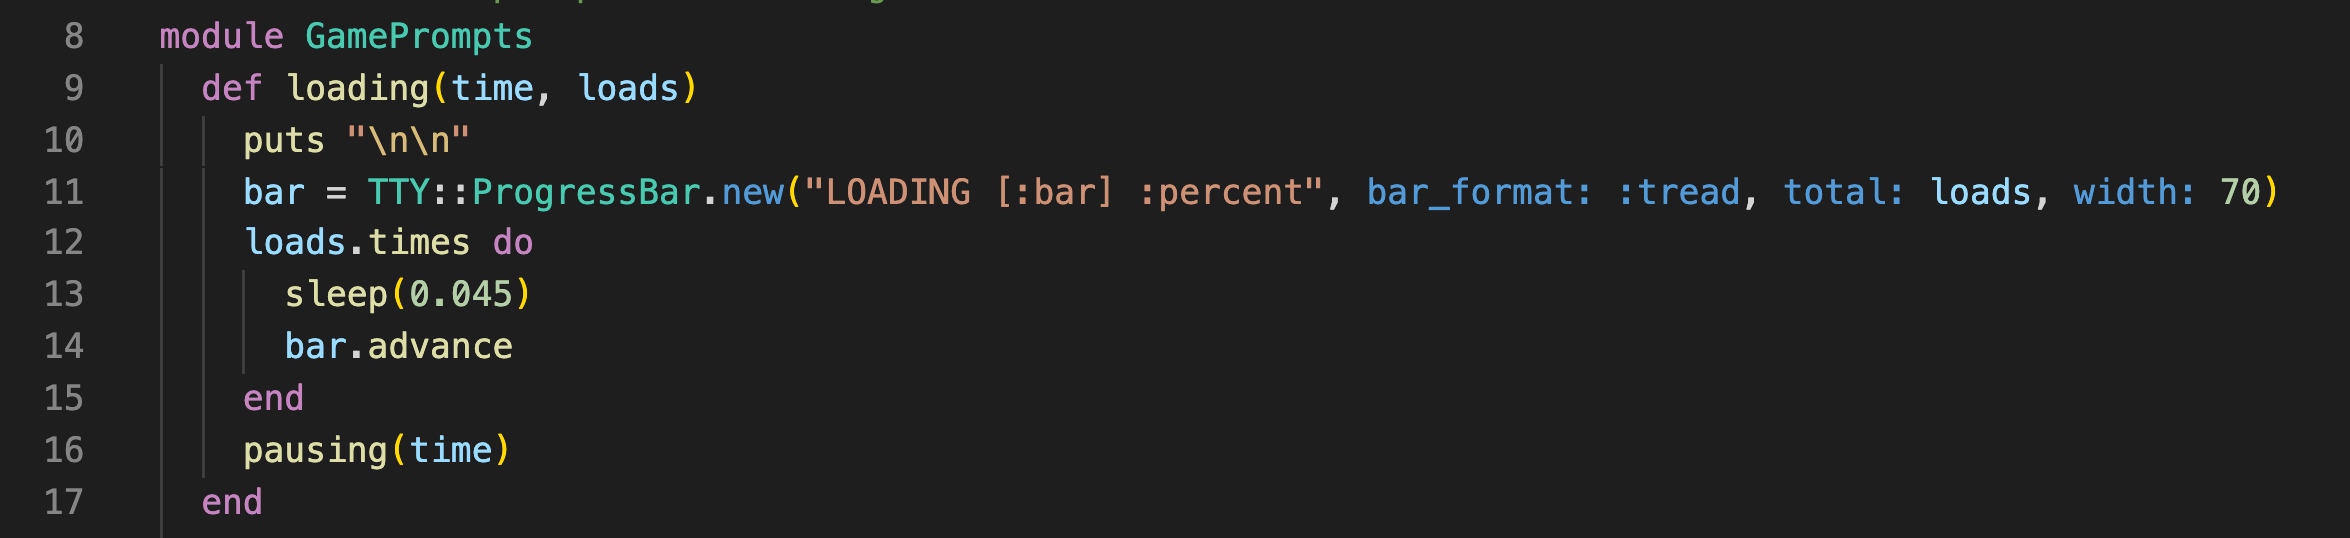 8 module GamePrompts
9 def loading(time, loads)
10 puts "\n\n"
11 bar = TTY::ProgressBar.new("LOADING [:bar] :percent", bar_format: :tread, total: loads, width: 70)
12 loads.times do
13 sleep(0.045)
14 bar.advance
15 end
16 pausing(time)
17 end